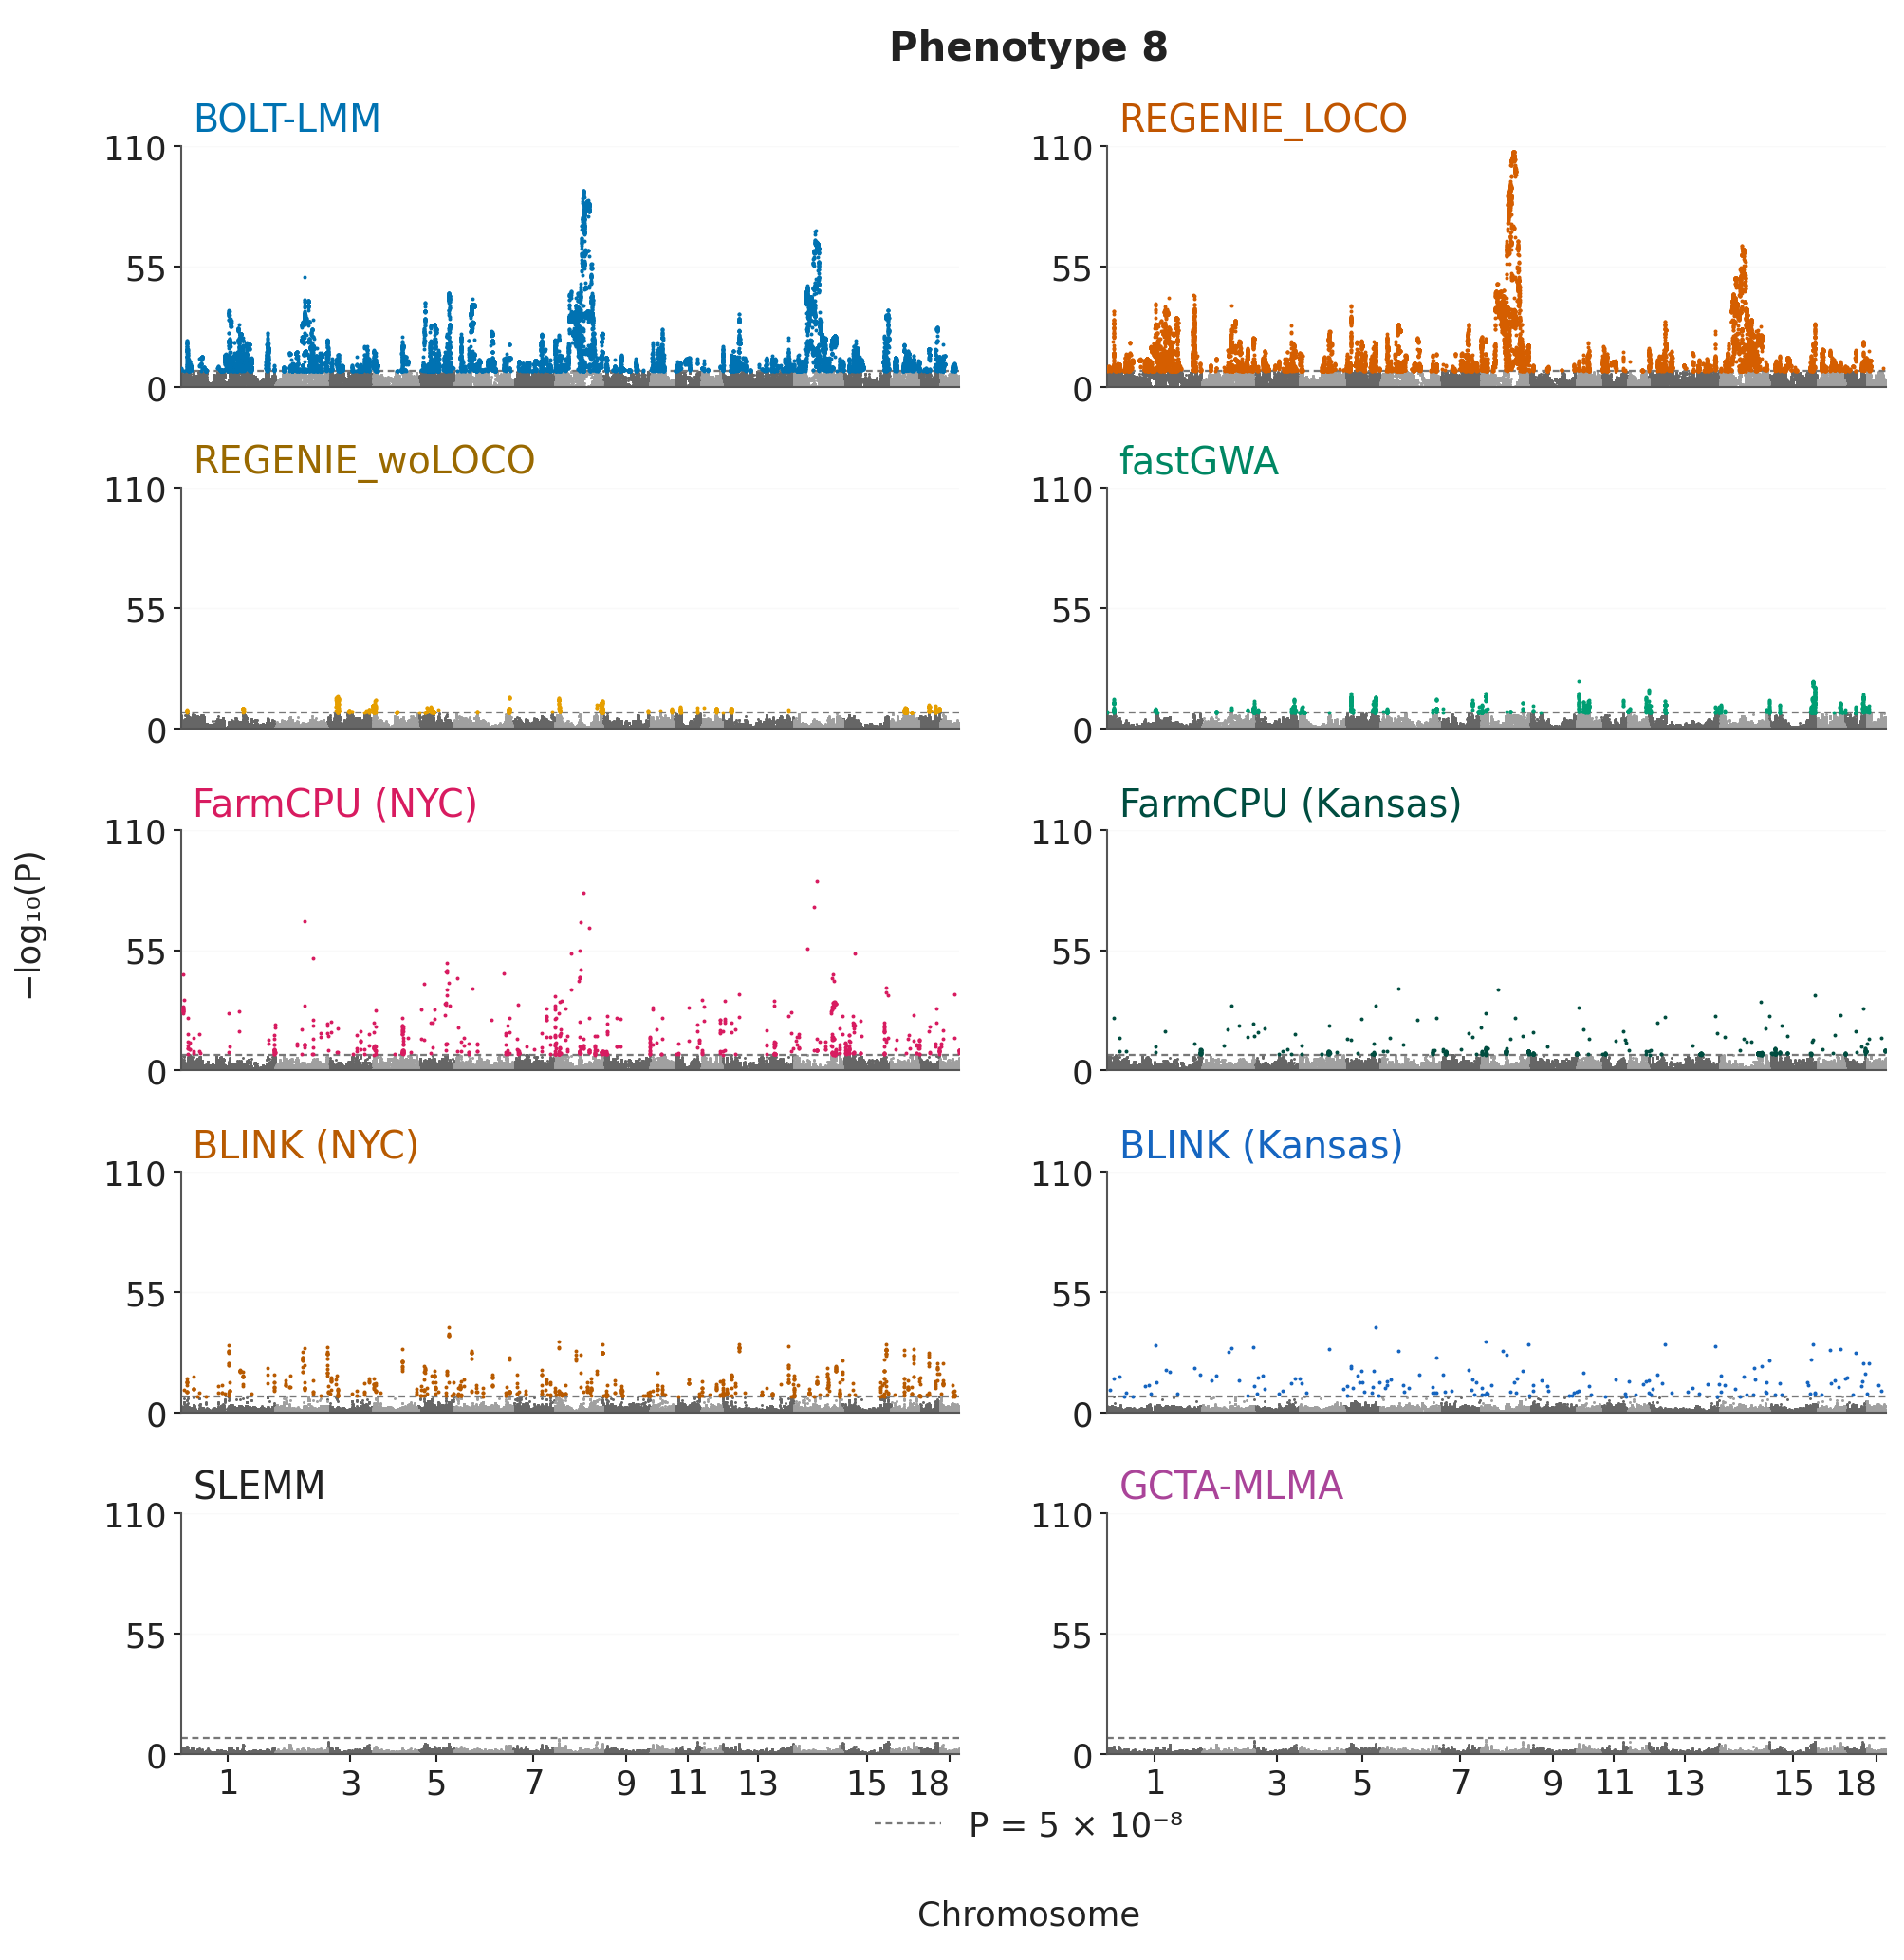 Phenotype 8
BOLT-LMM
REGENIE_LOCO
110
55
0
110
55
0
REGENIE_woLOCO
fastGWA
110
55
0
110
55
0
FarmCPU (NYC)
FarmCPU (Kansas)
110
55
0
110
55
0
−log₁₀(P)
BLINK (NYC)
BLINK (Kansas)
110
55
0
110
55
0
SLEMM
GCTA-MLMA
110
55
0
110
55
0
1 3 5 7 9 11 13 15 18
1 3 5 7 9 11 13 15 18
P = 5 × 10⁻⁸
Chromosome